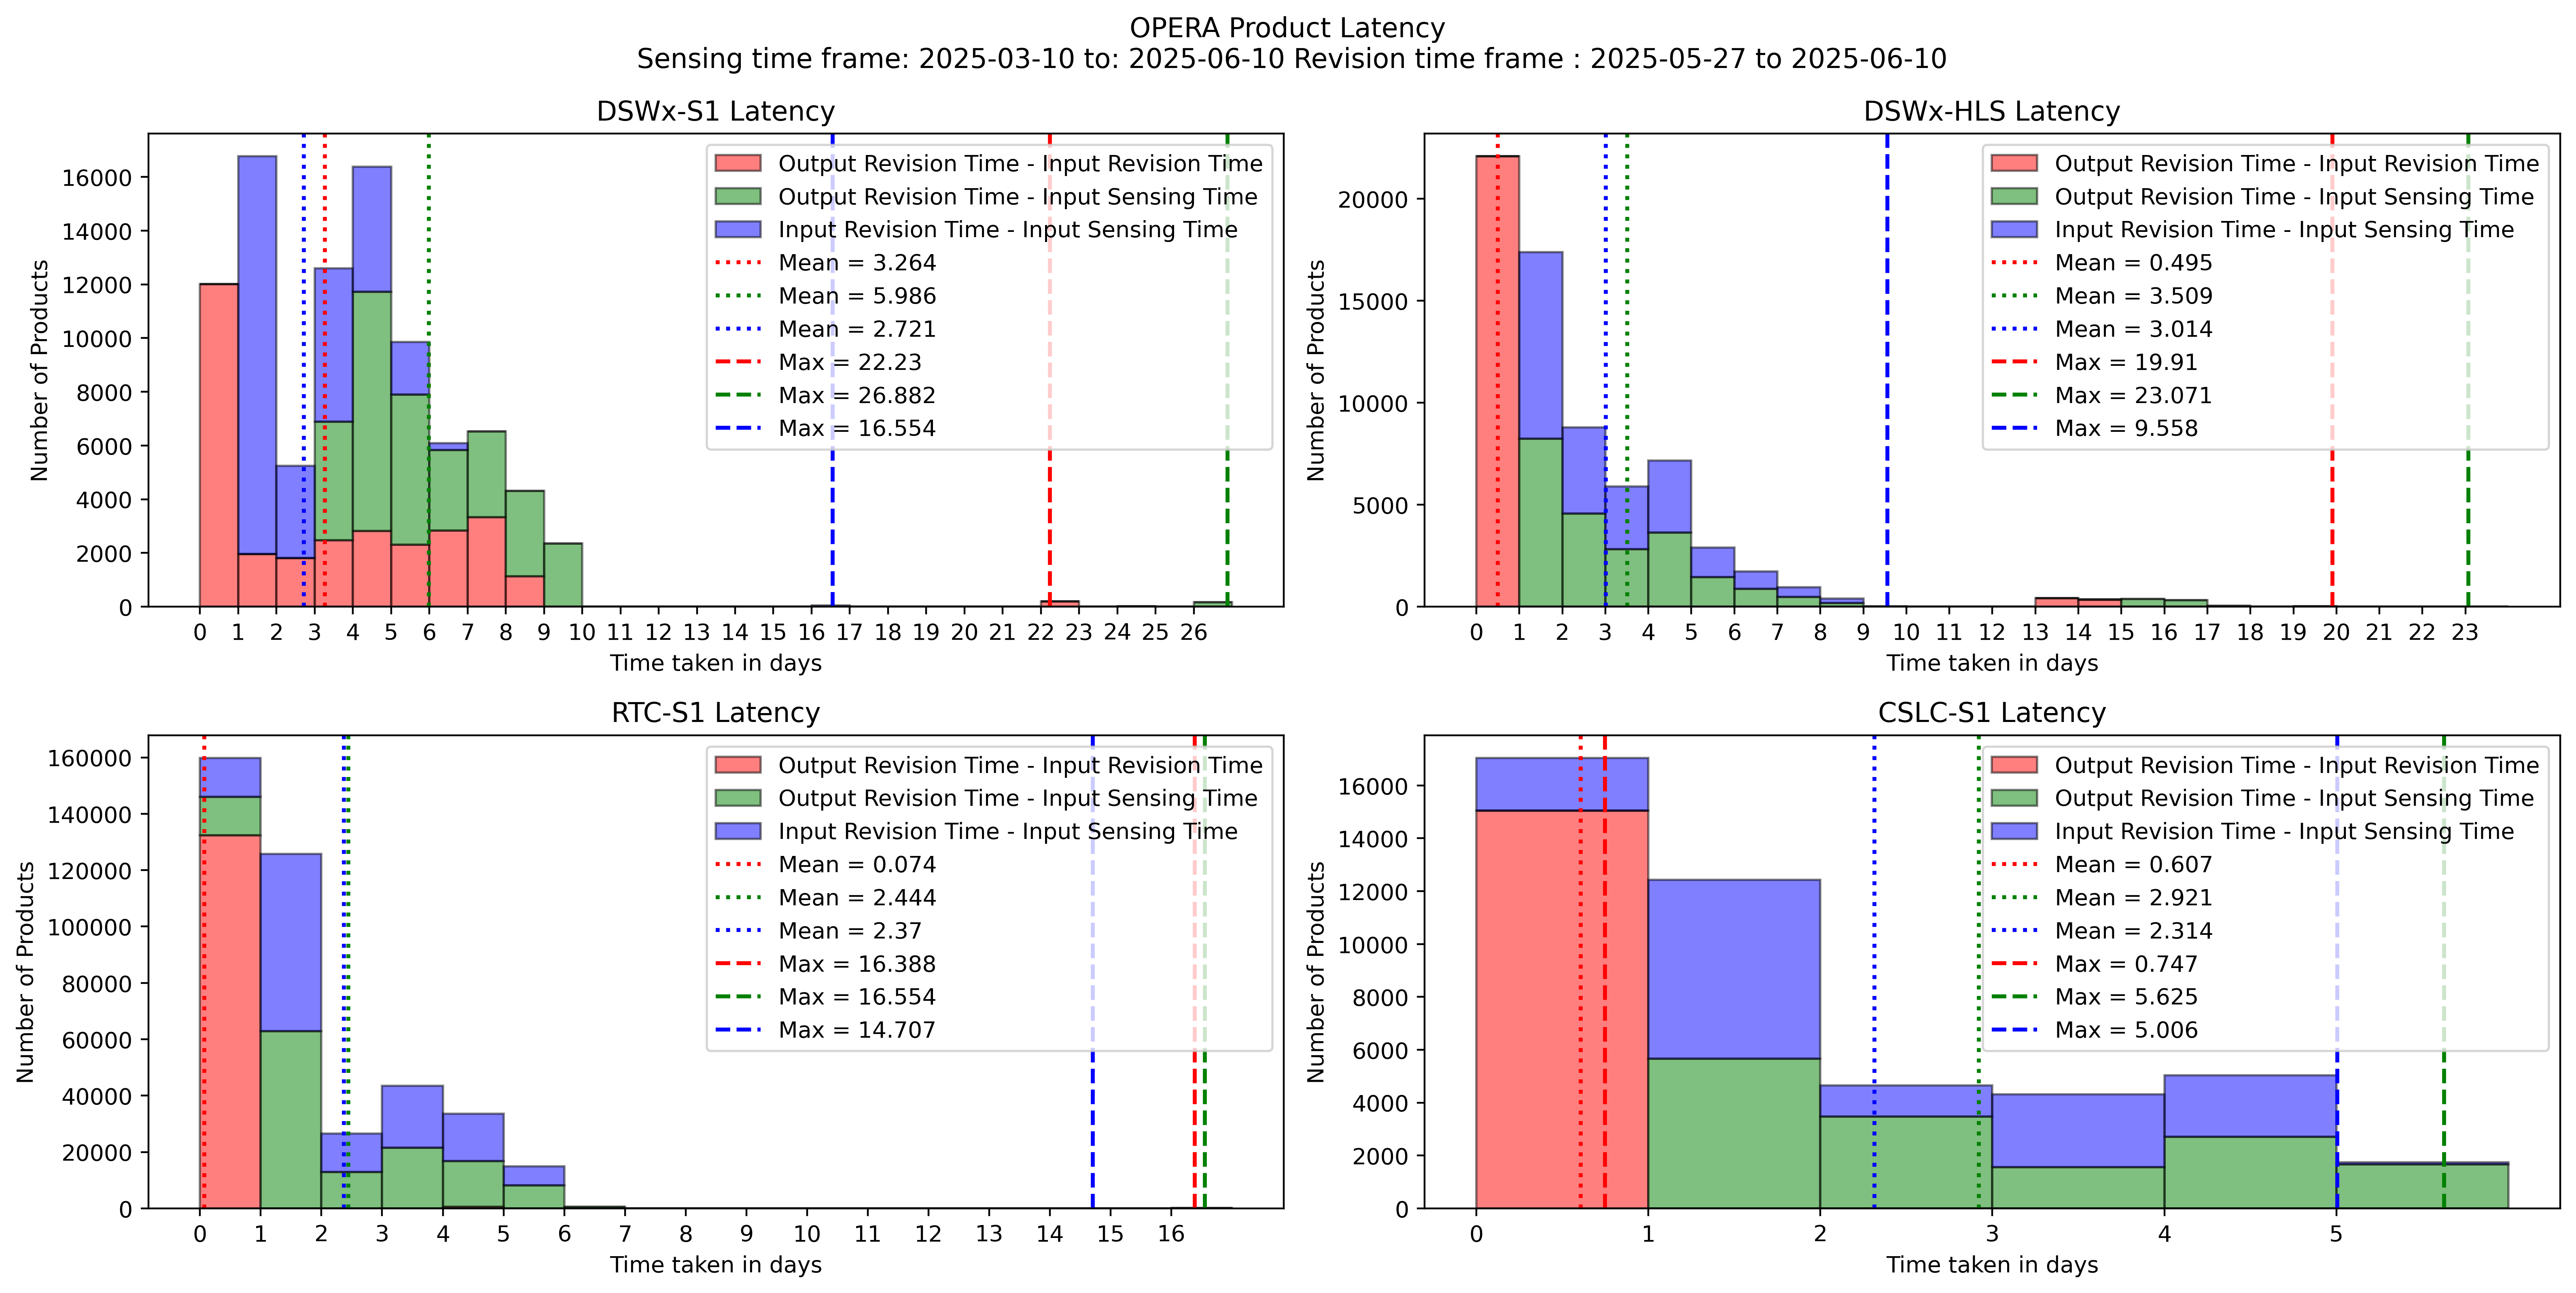 OPERA Product Latency
Sensing time frame: 2025-03-10 to: 2025-06-10 Revision time frame : 2025-05-27 to 2025-06-10
DSWx-S1 Latency
Number of Products
16000
14000
12000
10000
8000
6000
4000
2000
0
Output Revision Time - Input Revision Time
Output Revision Time - Input Sensing Time
Input Revision Time - Input Sensing Time
Mean = 3.264
Mean = 5.986
Mean = 2.721
Max = 22.23
Max = 26.882
Max = 16.554
0 1 2 3 4 5 6 7 8 9 10 11 12 13 14 15 16 17 18 19 20 21 22 23 24 25 26
Time taken in days
DSWx-HLS Latency
Number of Products
20000
15000
10000
5000
0
Output Revision Time - Input Revision Time
Output Revision Time - Input Sensing Time
Input Revision Time - Input Sensing Time
Mean = 0.495
Mean = 3.509
Mean = 3.014
Max = 19.91
Max = 23.071
Max = 9.558
0 1 2 3 4 5 6 7 8 9 10 11 12 13 14 15 16 17 18 19 20 21 22 23
Time taken in days
RTC-S1 Latency
Number of Products
160000
140000
120000
100000
80000
60000
40000
20000
0
Output Revision Time - Input Revision Time
Output Revision Time - Input Sensing Time
Input Revision Time - Input Sensing Time
Mean = 0.074
Mean = 2.444
Mean = 2.37
Max = 16.388
Max = 16.554
Max = 14.707
0 1 2 3 4 5 6 7 8 9 10 11 12 13 14 15 16
Time taken in days
CSLC-S1 Latency
Number of Products
16000
14000
12000
10000
8000
6000
4000
2000
0
Output Revision Time - Input Revision Time
Output Revision Time - Input Sensing Time
Input Revision Time - Input Sensing Time
Mean = 0.607
Mean = 2.921
Mean = 2.314
Max = 0.747
Max = 5.625
Max = 5.006
0 1 2 3 4 5
Time taken in days